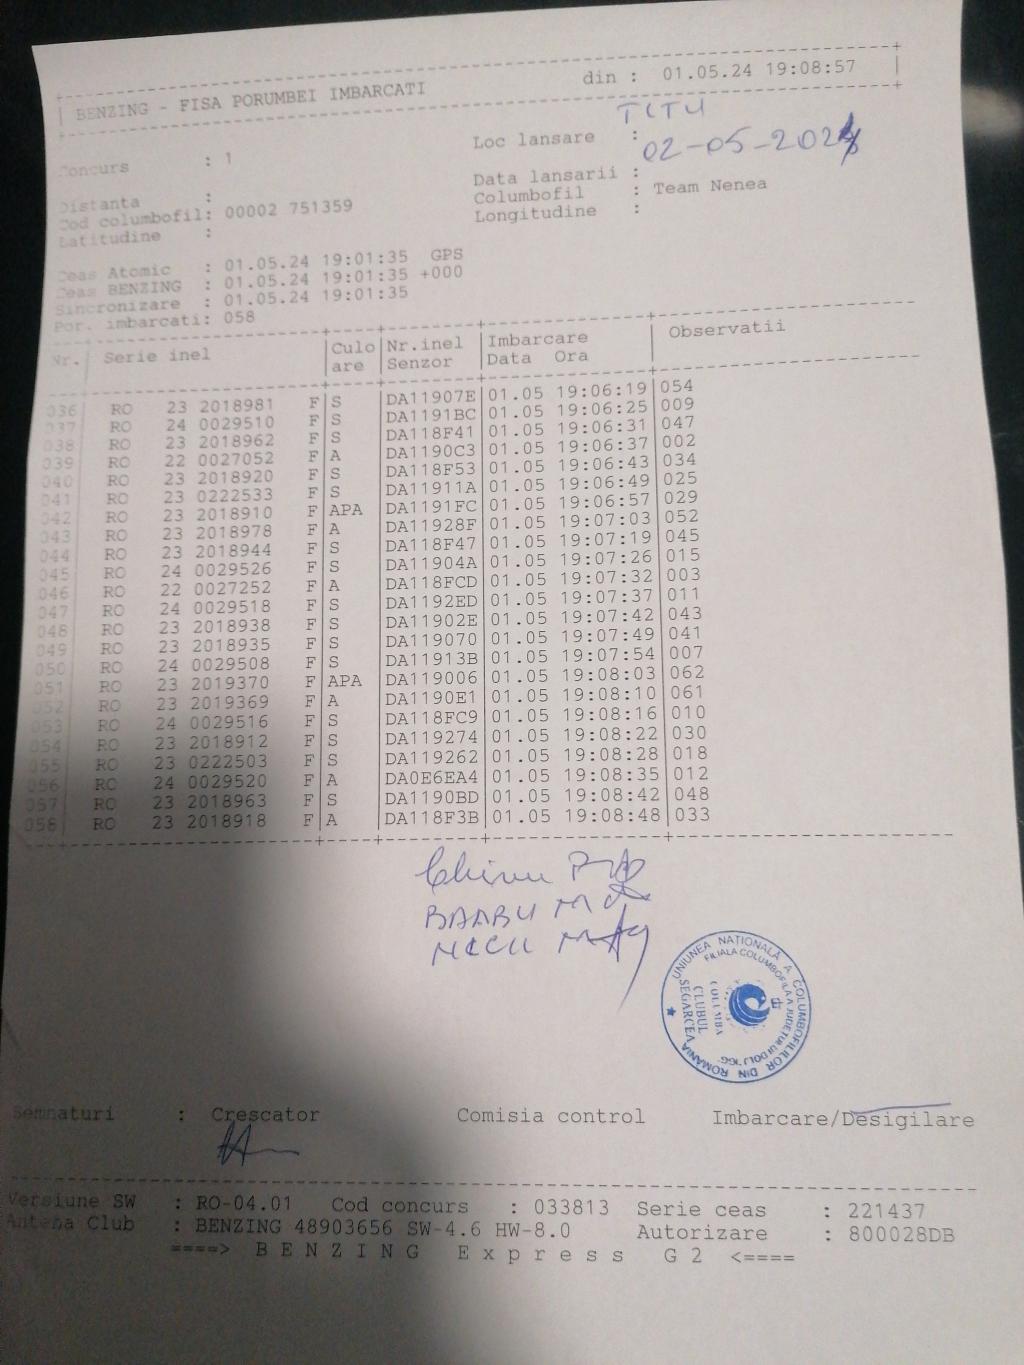 BENZING - FISA PORUMBEI IMBARCATI din : 01.05.24 19:08:57
Concurs : 1 Loc lansare : TITU
Data lansarii : 02-05-2024
Distanta : Columbofil : Team Nenea
Cod columbofil: 00002 751359 Longitudine :
Latitudine :
Ceas Atomic : 01.05.24 19:01:35 GPS
Ceas BENZING : 01.05.24 19:01:35 +000
Sincronizare : 01.05.24 19:01:35
Por. imbarcati: 058
Nr. Serie inel Culo Nr.inel Imbarcare Observatii
are Senzor Data Ora
036 RO 23 2018981 F S DA11907E 01.05 19:06:19 054
037 RO 24 0029510 F S DA1191BC 01.05 19:06:25 009
038 RO 23 2018962 F S DA118F41 01.05 19:06:31 047
039 RO 22 0027052 F A DA1190C3 01.05 19:06:37 002
040 RO 23 2018920 F S DA118F53 01.05 19:06:43 034
041 RO 23 0222533 F S DA11911A 01.05 19:06:49 025
042 RO 23 2018910 F APA DA1191FC 01.05 19:06:57 029
043 RO 23 2018978 F A DA11928F 01.05 19:07:03 052
044 RO 23 2018944 F S DA118F47 01.05 19:07:19 045
045 RO 24 0029526 F S DA11904A 01.05 19:07:26 015
046 RO 22 0027252 F A DA118FCD 01.05 19:07:32 003
047 RO 24 0029518 F S DA1192ED 01.05 19:07:37 011
048 RO 23 2018938 F S DA11902E 01.05 19:07:42 043
049 RO 23 2018935 F S DA119070 01.05 19:07:49 041
050 RO 24 0029508 F S DA11913B 01.05 19:07:54 007
051 RO 23 2019370 F APA DA119006 01.05 19:08:03 062
052 RO 23 2019369 F A DA1190E1 01.05 19:08:10 061
053 RO 24 0029516 F S DA118FC9 01.05 19:08:16 010
054 RO 23 2018912 F S DA119274 01.05 19:08:22 030
055 RO 23 0222503 F S DA119262 01.05 19:08:28 018
056 RO 24 0029520 F A DA0E6EA4 01.05 19:08:35 012
057 RO 23 2018963 F S DA1190BD 01.05 19:08:42 048
058 RO 23 2018918 F A DA118F3B 01.05 19:08:48 033
BARBU
UNIUNEA NATIONALA A COLUMBOFILILOR DIN ROMANIA
FILIALA COLUMBOFILA A JUDETULUI DOLJ
COLUMBA
CLUBUL
SEGARCEA
Semnaturi : Crescator Comisia control Imbarcare/Desigilare
Versiune SW : RO-04.01 Cod concurs : 033813 Serie ceas : 221437
Antena Club : BENZING 48903656 SW-4.6 HW-8.0 Autorizare : 800028DB
====> B E N Z I N G E x p r e s s G 2 <====